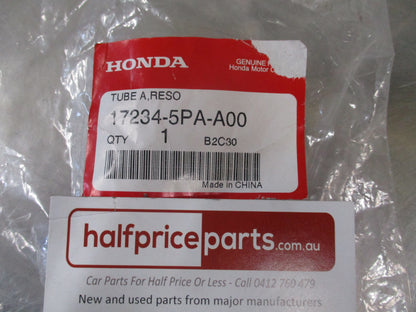 HONDA
GENUINE
Honda Motor
TUBE A,RESO
17234-5PA-A00
QTY 1 B2C30
Made in CHINA
halfpriceparts.com.au
Car Parts For Half Price Or Less - Call 0412 760 479
New and used parts from major manufacturers